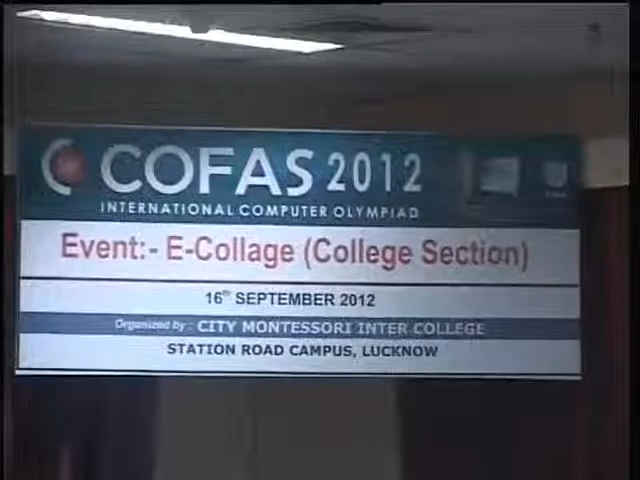 COFAS 2012
INTERNATIONAL COMPUTER OLYMPIAD
Event:- E-Collage (College Section)
16th SEPTEMBER 2012
Organized by : CITY MONTESSORI INTER COLLEGE
STATION ROAD CAMPUS, LUCKNOW